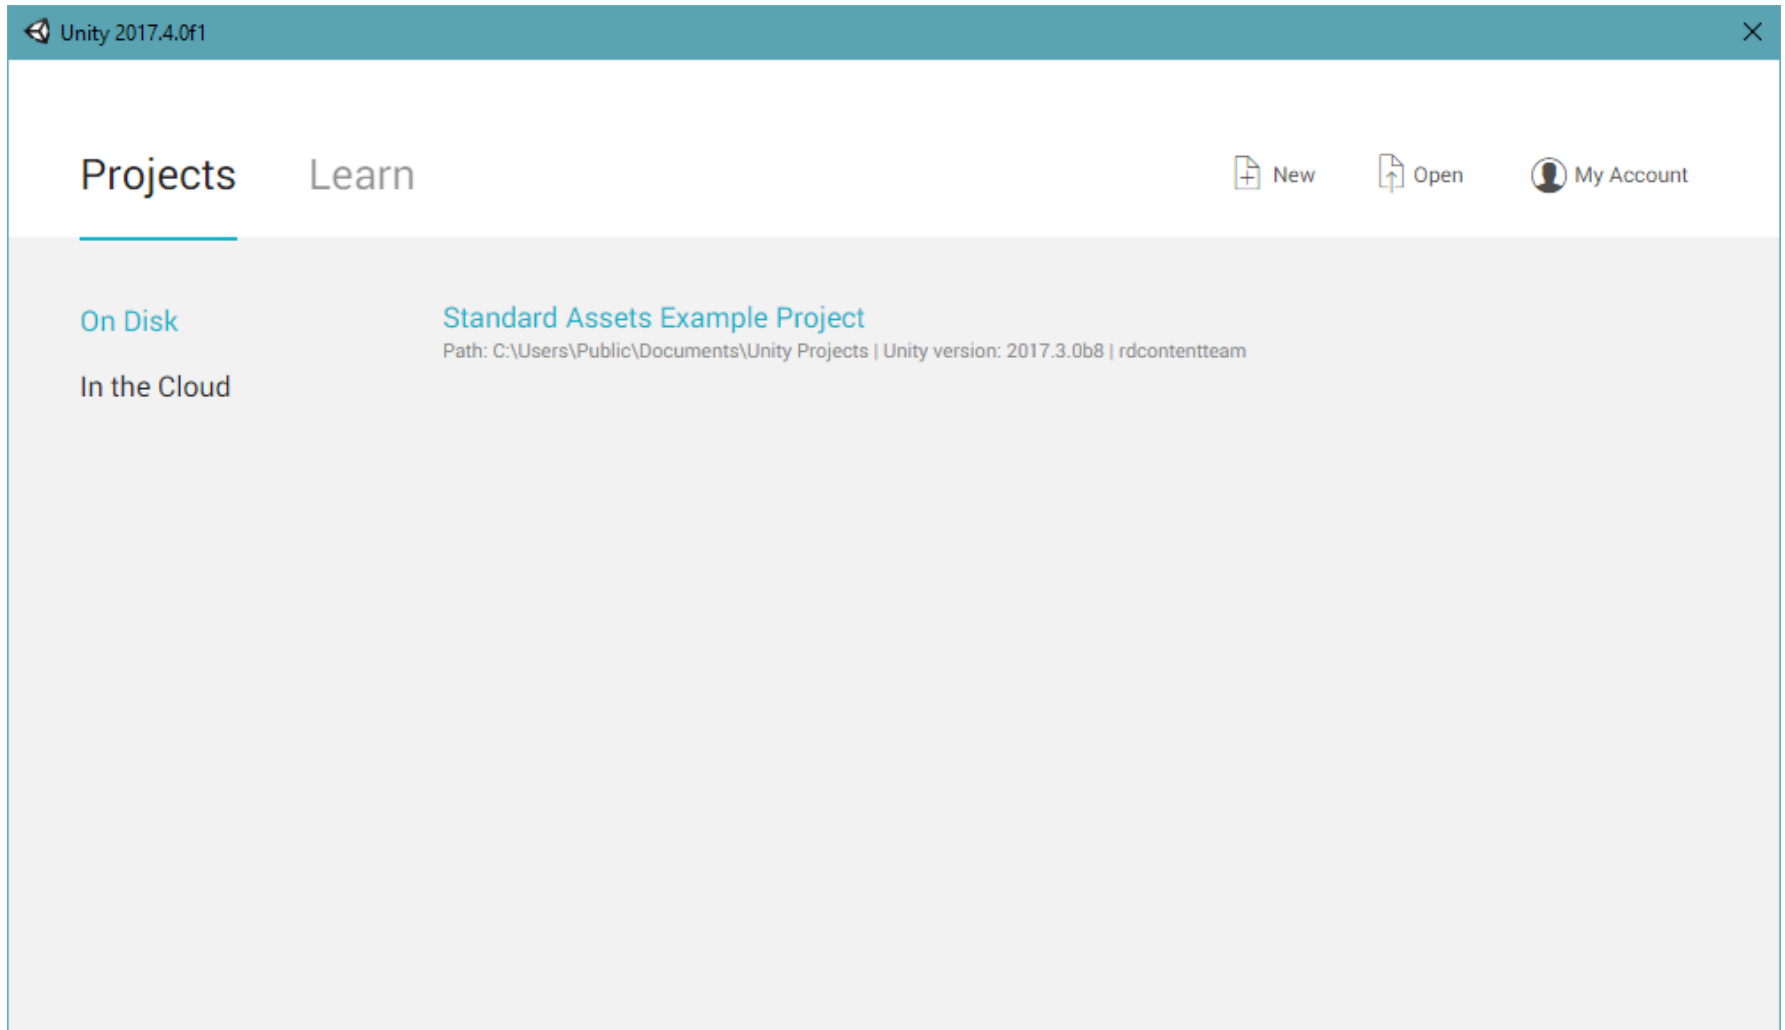 Unity 2017.4.0f1
Projects Learn New Open My Account
On Disk
Standard Assets Example Project
Path: C:\Users\Public\Documents\Unity Projects | Unity version: 2017.3.0b8 | rdcontentteam
In the Cloud